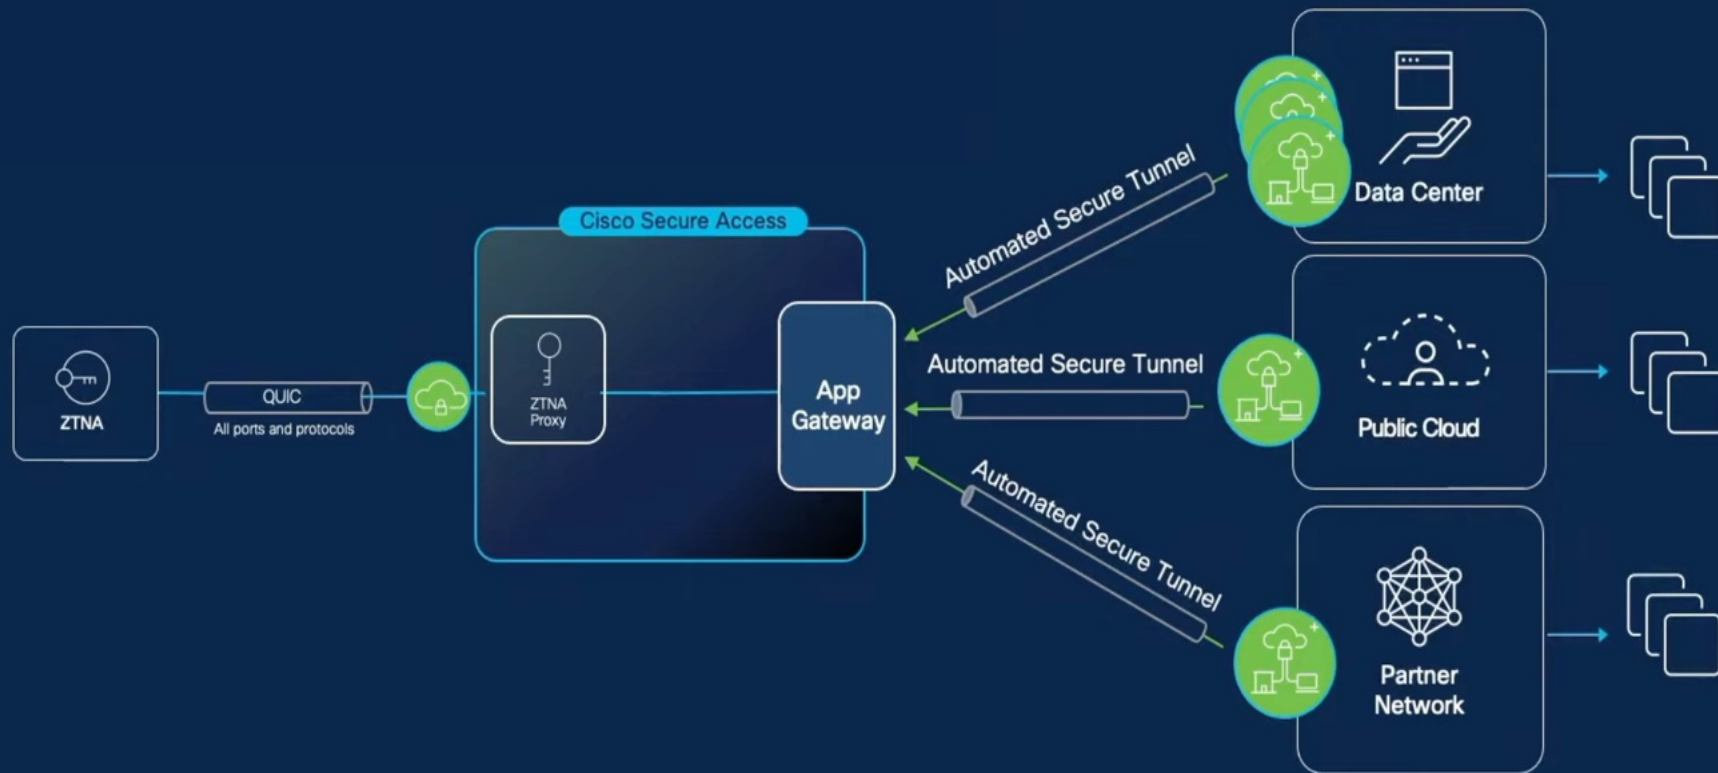 Cisco Secure Access
ZTNA
QUIC
All ports and protocols
ZTNA
Proxy
App
Gateway
Automated Secure Tunnel
Automated Secure Tunnel
Automated Secure Tunnel
Data Center
Public Cloud
Partner
Network